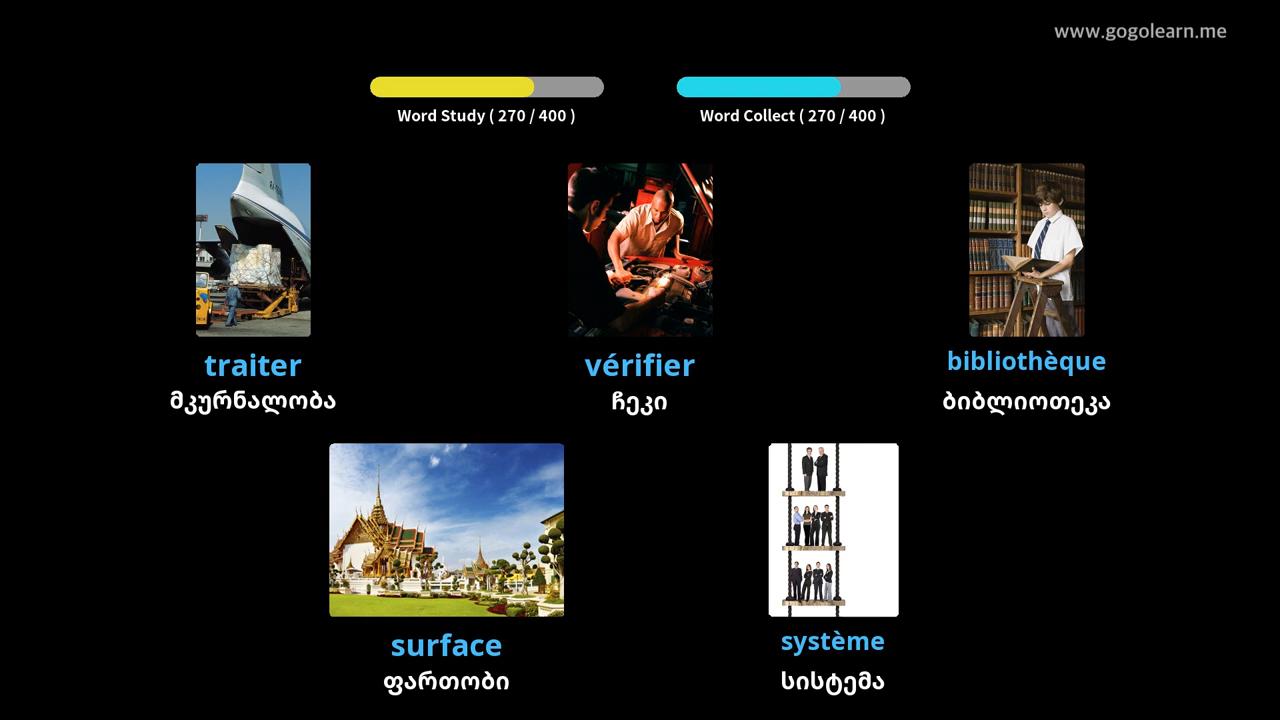 www.gogolearn.me
Word Study ( 270 / 400 )
Word Collect ( 270 / 400 )
traiter
vérifier
bibliothèque
მკურნალობა
ჩეკი
ბიბლიოთეკა
surface
système
ფართობი
სისტემა